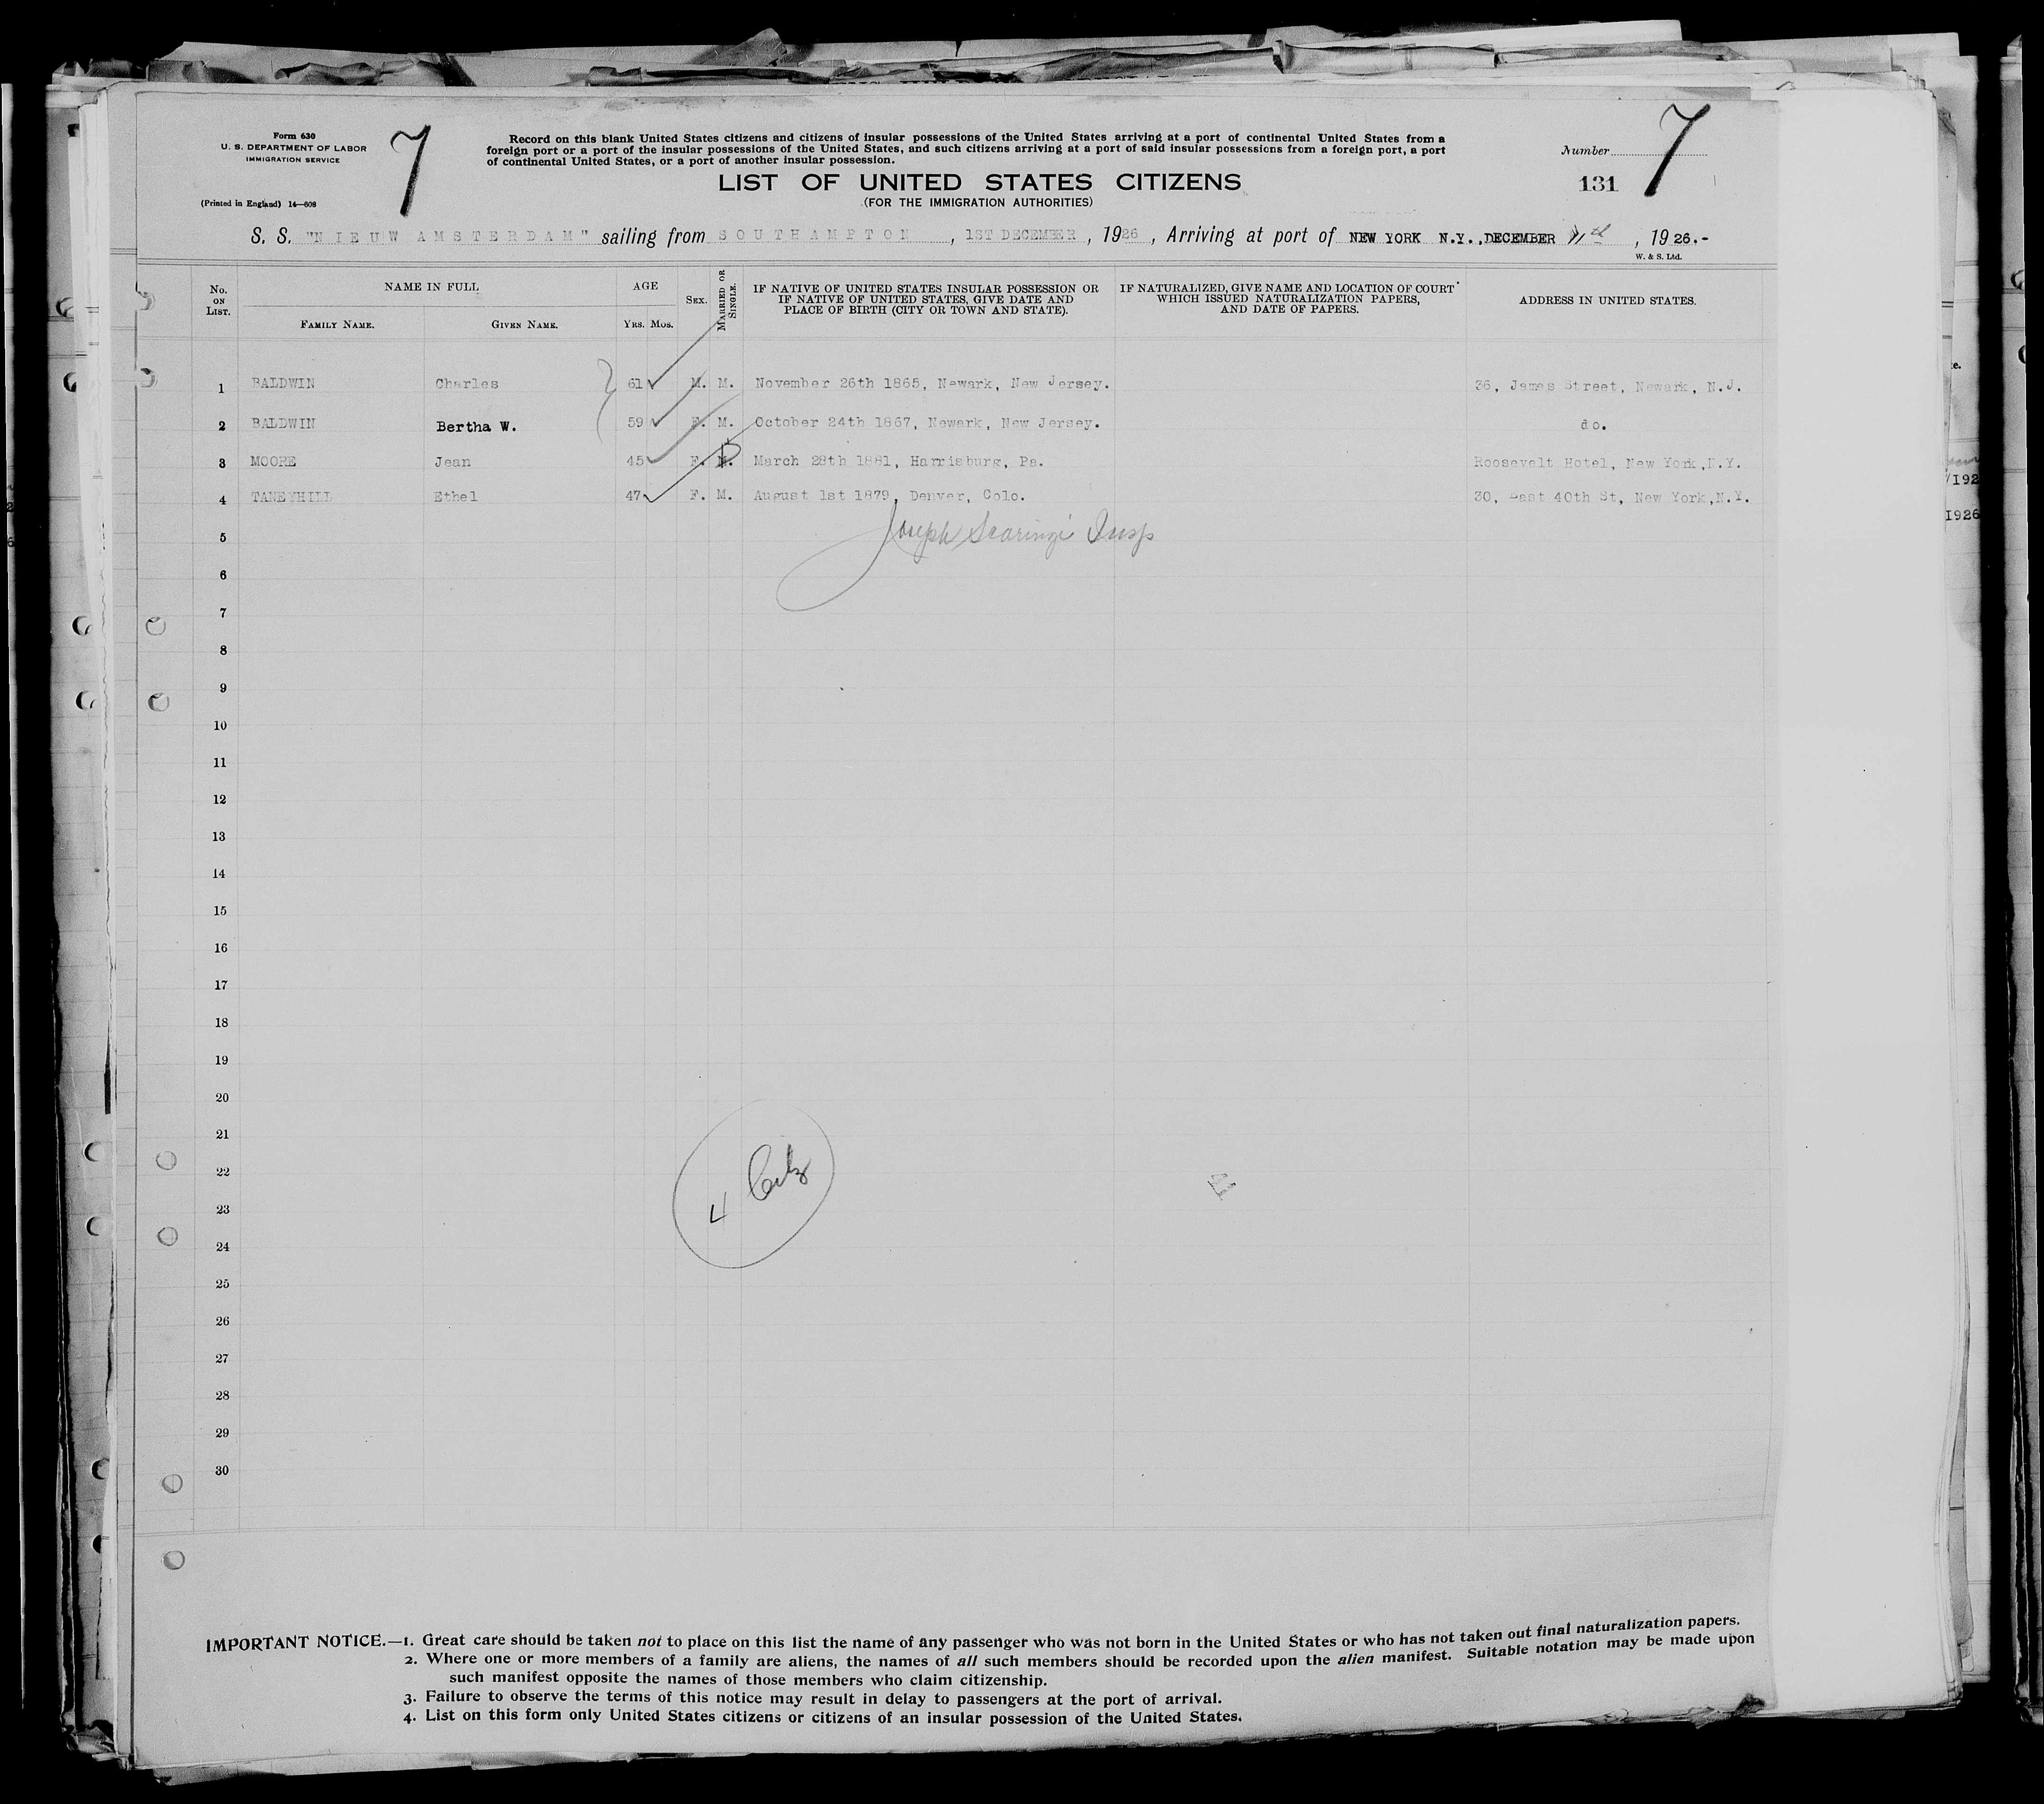 Form 630
U. S. DEPARTMENT OF LABOR
IMMIGRATION SERVICE
(Printed in England) 14—608
7
Record on this blank United States citizens and citizens of insular possessions of the United States arriving at a port of continental United States from a
foreign port or a port of the insular possessions of the United States, and such citizens arriving at a port of said insular possessions from a foreign port, a port
of continental United States, or a port of another insular possession.
LIST OF UNITED STATES CITIZENS
(FOR THE IMMIGRATION AUTHORITIES)
Number
7
131
S. S. "NIEUW AMSTERDAM" sailing from SOUTHAMPTON, 1ST DECEMBER, 1926, Arriving at port of NEW YORK N.Y., DECEMBER 11th, 1926.-
W. & S. Ltd.
No. ON LIST. NAME IN FULL AGE SEX. MARRIED OR SINGLE. IF NATIVE OF UNITED STATES INSULAR POSSESSION OR IF NATIVE OF UNITED STATES, GIVE DATE AND PLACE OF BIRTH (CITY OR TOWN AND STATE). IF NATURALIZED, GIVE NAME AND LOCATION OF COURT WHICH ISSUED NATURALIZATION PAPERS, AND DATE OF PAPERS. ADDRESS IN UNITED STATES.
FAMILY NAME. GIVEN NAME. YRS. MOS.
1 BALDWIN Charles 61 M. M. November 26th 1865, Newark, New Jersey. 36, James Street, Newark, N.J.
2 BALDWIN Bertha W. 59 F. M. October 24th 1867, Newark, New Jersey. do.
3 MOORE Jean 45 F. D March 28th 1881, Harrisburg, Pa. Roosevelt Hotel, New York,N.Y.
4 TANEYHILL Ethel 47 F. M. August 1st 1879, Denver, Colo. 30, East 40th St, New York,N.Y.
5 Joseph Scaringi Insp
6
7
8
9
10
11
12
13
14
15
16
17
18
19
20
21
22
4 Citz
23
24
25
26
27
28
29
30
IMPORTANT NOTICE.—1. Great care should be taken not to place on this list the name of any passenger who was not born in the United States or who has not taken out final naturalization papers.
2. Where one or more members of a family are aliens, the names of all such members should be recorded upon the alien manifest. Suitable notation may be made upon
such manifest opposite the names of those members who claim citizenship.
3. Failure to observe the terms of this notice may result in delay to passengers at the port of arrival.
4. List on this form only United States citizens or citizens of an insular possession of the United States.